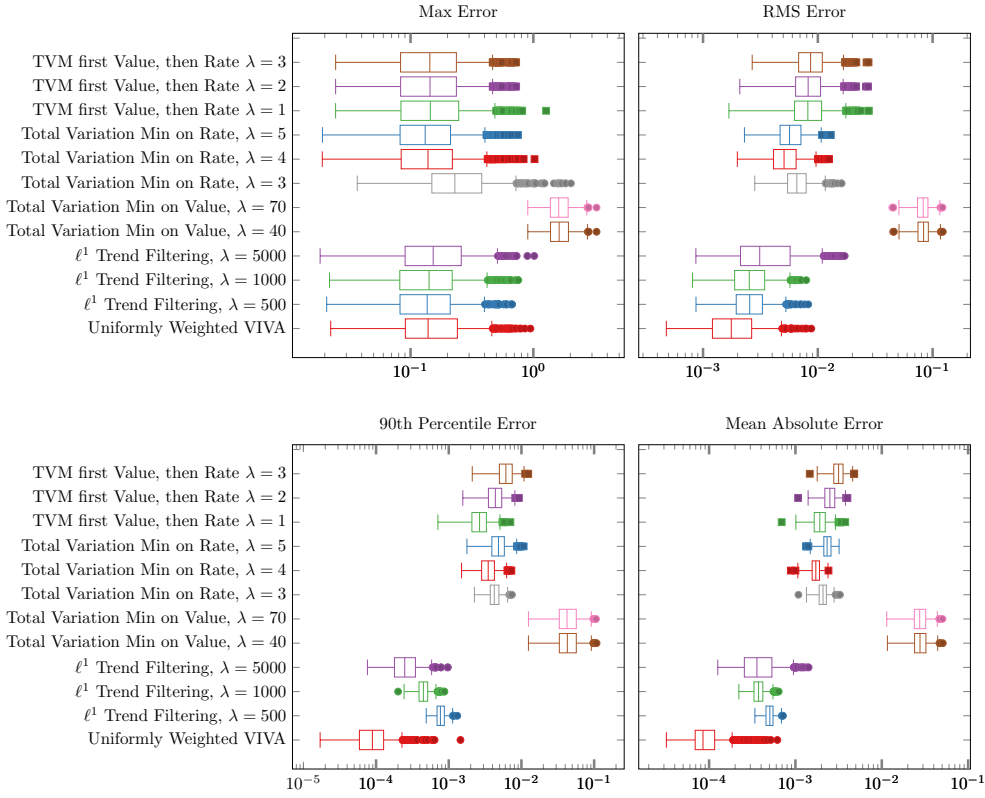 Max Error
RMS Error
TVM first Value, then Rate λ = 3
TVM first Value, then Rate λ = 2
TVM first Value, then Rate λ = 1
Total Variation Min on Rate, λ = 5
Total Variation Min on Rate, λ = 4
Total Variation Min on Rate, λ = 3
Total Variation Min on Value, λ = 70
Total Variation Min on Value, λ = 40
ℓ¹ Trend Filtering, λ = 5000
ℓ¹ Trend Filtering, λ = 1000
ℓ¹ Trend Filtering, λ = 500
Uniformly Weighted VIVA
10⁻¹ 10⁰
10⁻³ 10⁻² 10⁻¹
90th Percentile Error
Mean Absolute Error
TVM first Value, then Rate λ = 3
TVM first Value, then Rate λ = 2
TVM first Value, then Rate λ = 1
Total Variation Min on Rate, λ = 5
Total Variation Min on Rate, λ = 4
Total Variation Min on Rate, λ = 3
Total Variation Min on Value, λ = 70
Total Variation Min on Value, λ = 40
ℓ¹ Trend Filtering, λ = 5000
ℓ¹ Trend Filtering, λ = 1000
ℓ¹ Trend Filtering, λ = 500
Uniformly Weighted VIVA
10⁻⁵ 10⁻⁴ 10⁻³ 10⁻² 10⁻¹
10⁻⁴ 10⁻³ 10⁻² 10⁻¹